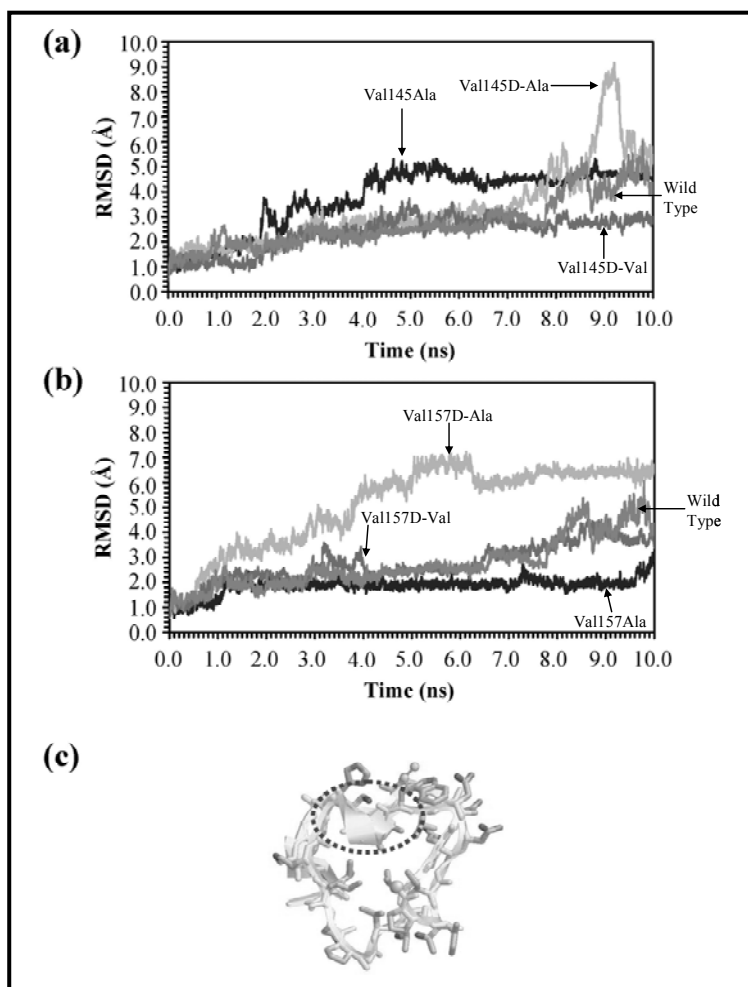 (a)
10.0
9.0
8.0
7.0
6.0
5.0
4.0
3.0
2.0
1.0
0.0
RMSD (Å)
Val145Ala
Val145D-Ala
Wild
Type
Val145D-Val
0.0 1.0 2.0 3.0 4.0 5.0 6.0 7.0 8.0 9.0 10.0
Time (ns)
(b)
10.0
9.0
8.0
7.0
6.0
5.0
4.0
3.0
2.0
1.0
0.0
RMSD (Å)
Val157D-Ala
Val157D-Val
Wild
Type
Val157Ala
0.0 1.0 2.0 3.0 4.0 5.0 6.0 7.0 8.0 9.0 10.0
Time (ns)
(c)